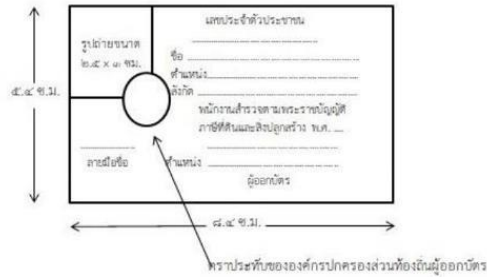 เลขประจำตัวประชาชน
รูปถ่ายขนาด
๒.๕ × ๓ ซม.
ชื่อ
ตำแหน่ง
สังกัด
๕.๔ ซ.ม.
พนักงานสำรวจตามพระราชบัญญัติ
ภาษีที่ดินและสิ่งปลูกสร้าง พ.ศ. ....
ลายมือชื่อ
ตำแหน่ง
ผู้ออกบัตร
๘.๔ ซ.ม.
ตราประทับขององค์กรปกครองส่วนท้องถิ่นผู้ออกบัตร